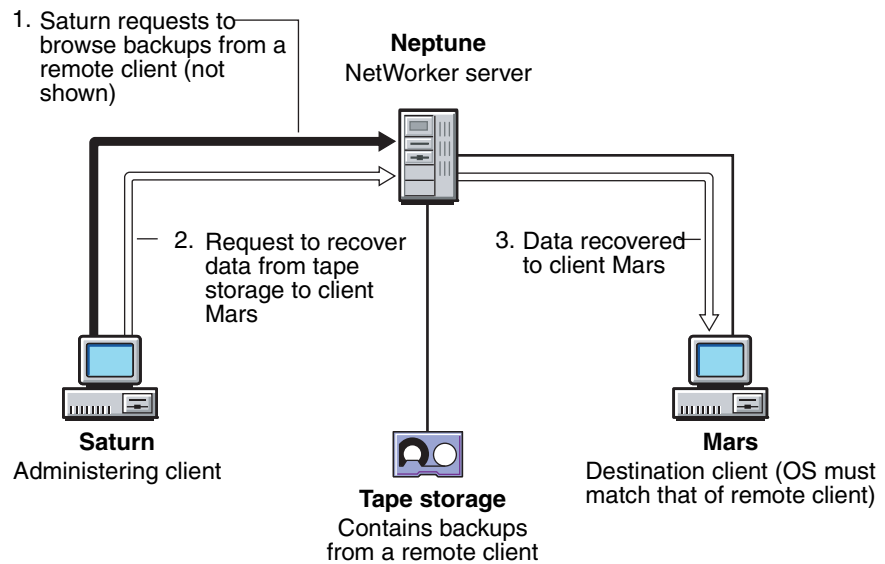 1. Saturn requests to
browse backups from a
remote client (not
shown)
Neptune
NetWorker server
2. Request to recover
data from tape
storage to client
Mars
3. Data recovered
to client Mars
Saturn
Administering client
Tape storage
Contains backups
from a remote client
Mars
Destination client (OS must
match that of remote client)